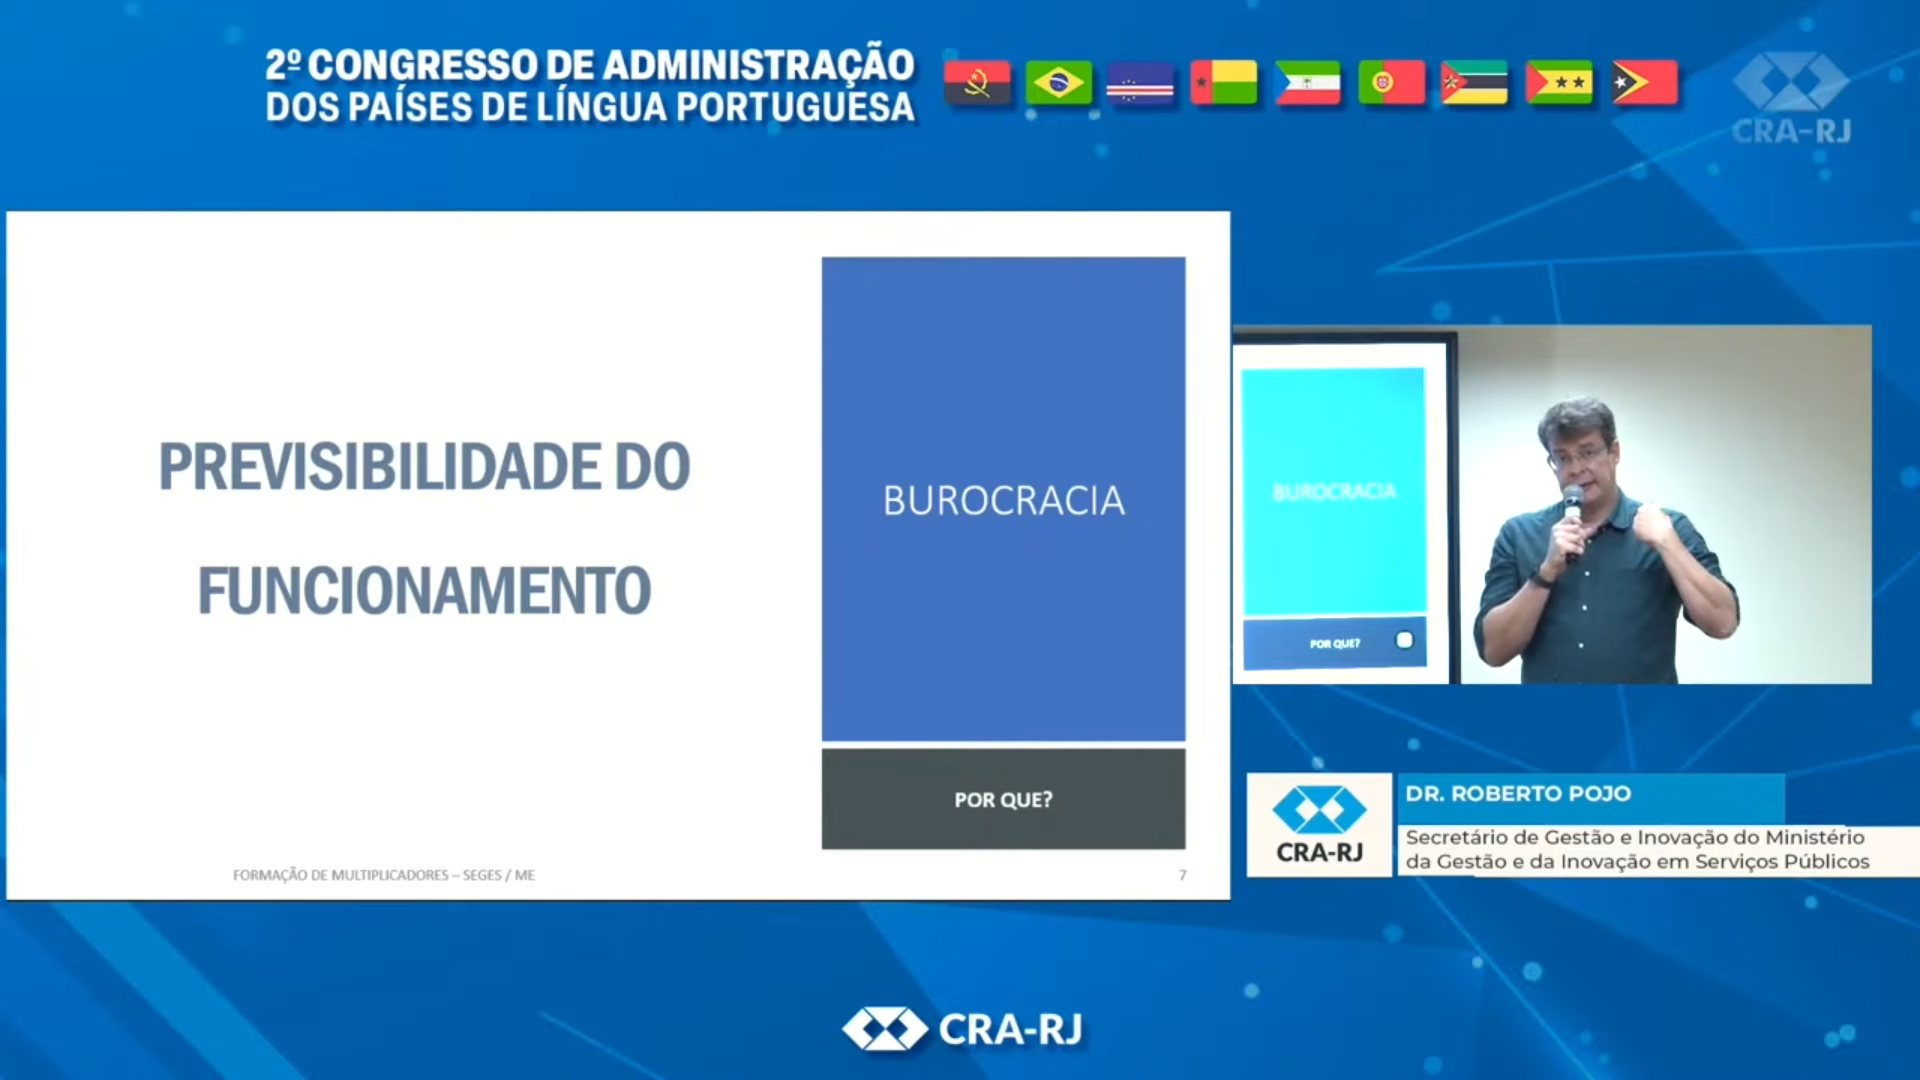 2º CONGRESSO DE ADMINISTRAÇÃO
DOS PAÍSES DE LÍNGUA PORTUGUESA
CRA-RJ
PREVISIBILIDADE DO
FUNCIONAMENTO
BUROCRACIA
POR QUE?
FORMAÇÃO DE MULTIPLICADORES – SEGES / ME
7
BUROCRACIA
POR QUE?
CRA-RJ
DR. ROBERTO POJO
Secretário de Gestão e Inovação do Ministério
da Gestão e da Inovação em Serviços Públicos
CRA-RJ